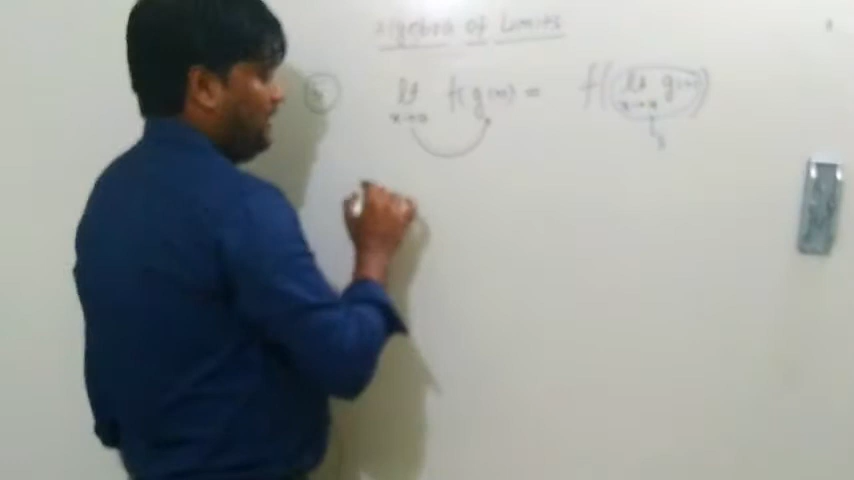 Algebra of Limits
lt f(g(x)) = f(lt g(x))
x→a x→a